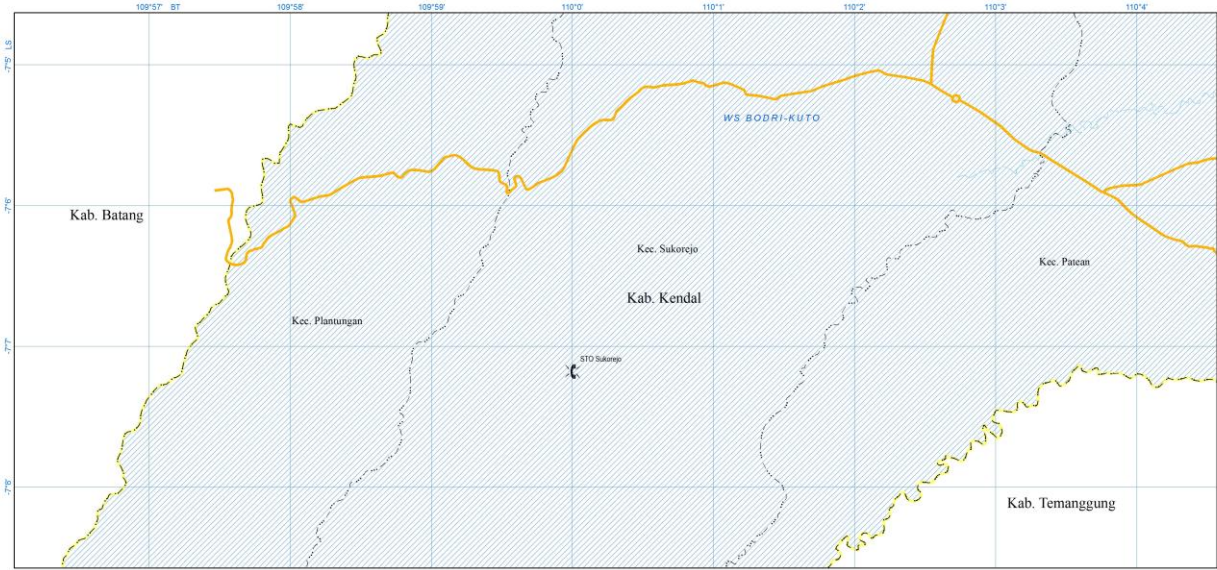 109°57' BT
109°58'
109°59'
110°0'
110°1'
110°2'
110°3'
110°4'
-7°5' LS
WS BODRI-KUTO
-7°6'
Kab. Batang
Kec. Sukorejo
Kec. Patean
Kab. Kendal
Kec. Plantungan
-7°7'
STO Sukorejo
-7°8'
Kab. Temanggung